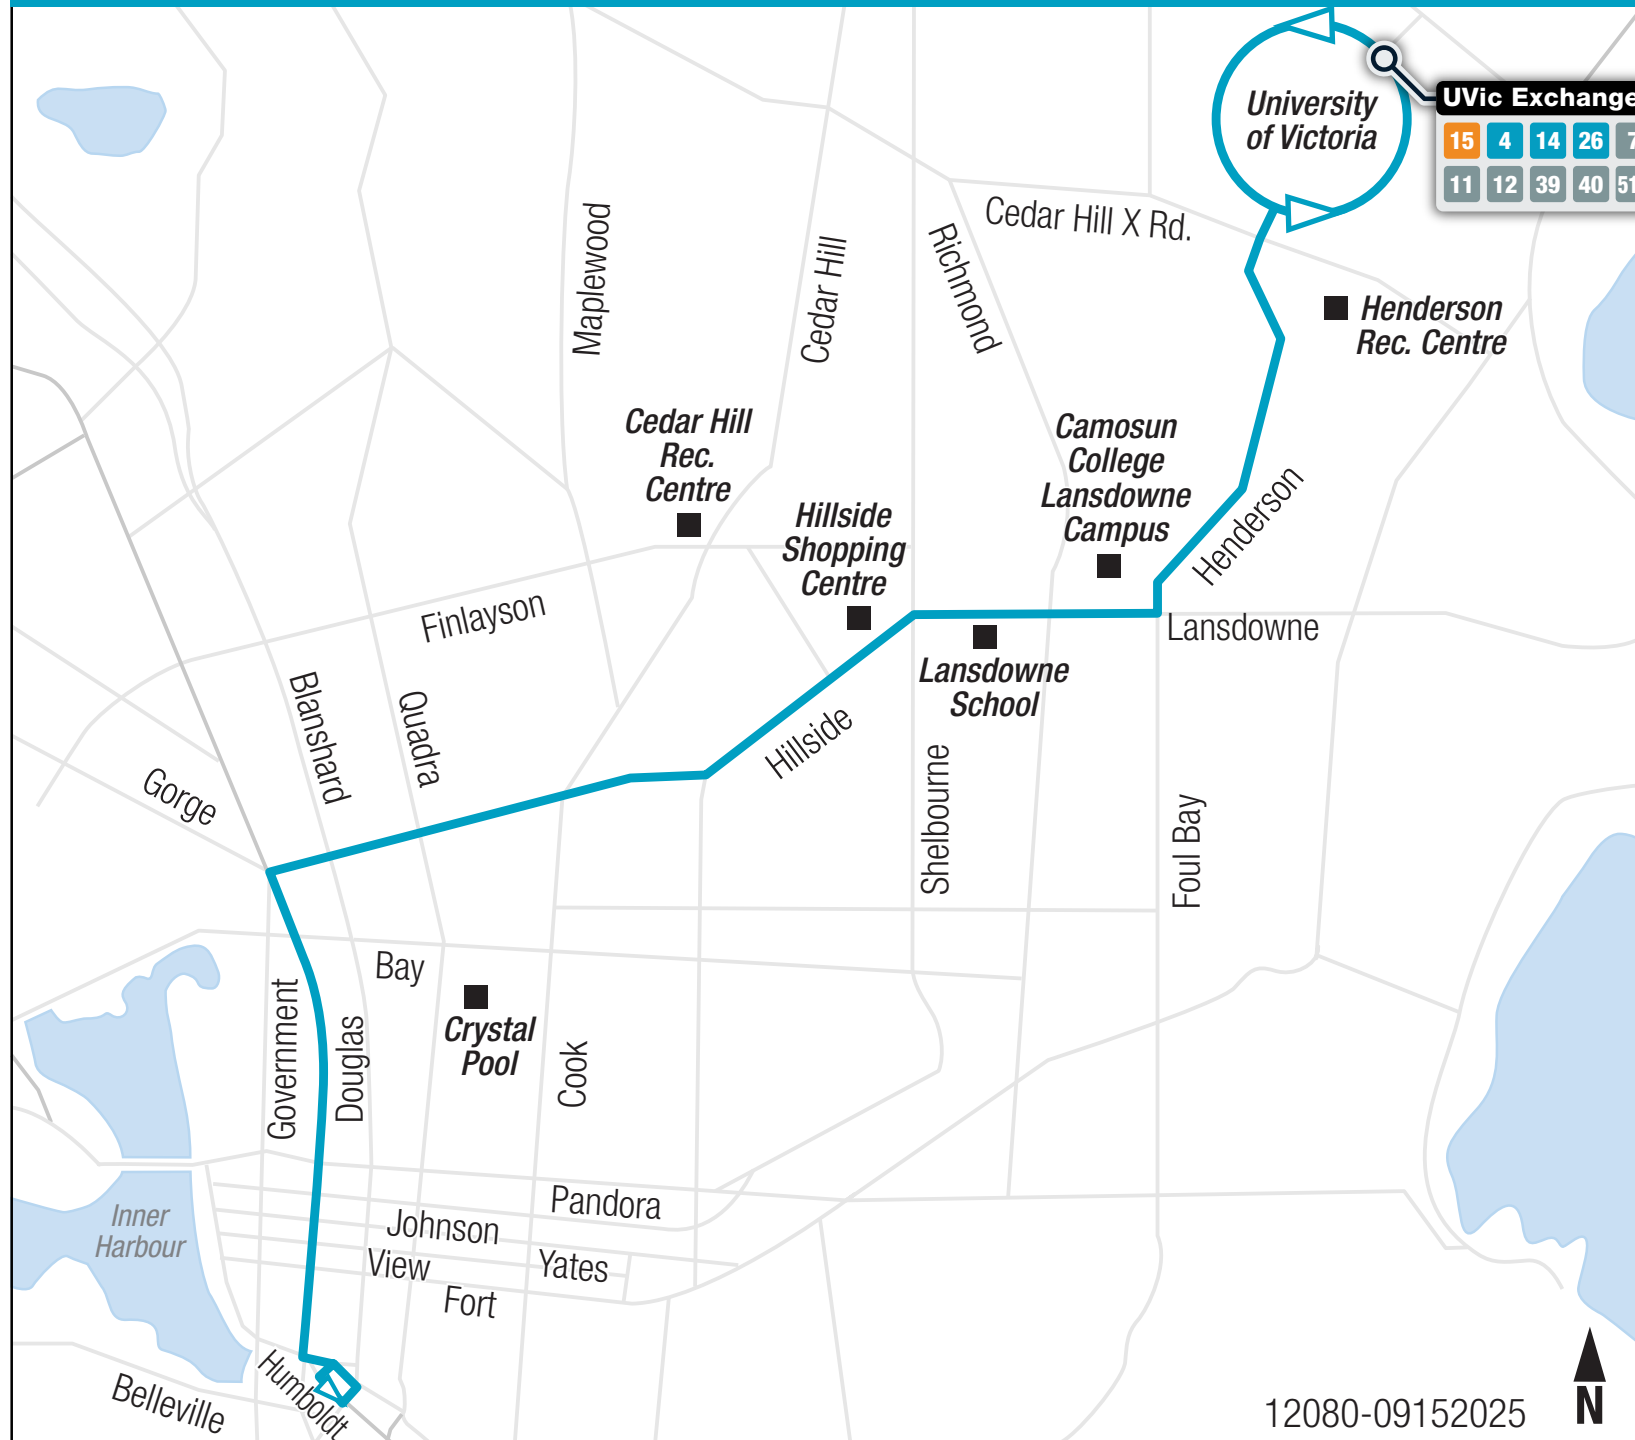 University
of Victoria
UVic Exchange
15 4 14 26 7
11 12 39 40 51
Cedar Hill X Rd.
Maplewood
Cedar Hill
Richmond
Henderson
Rec. Centre
Cedar Hill
Rec.
Centre
Camosun
College
Lansdowne
Campus
Hillside
Shopping
Centre
Henderson
Finlayson
Lansdowne
Lansdowne
School
Blanshard
Quadra
Hillside
Gorge
Shelbourne
Foul Bay
Bay
Government
Douglas
Crystal
Pool
Cook
Pandora
Inner
Harbour
Johnson
View
Yates
Fort
Humboldt
Belleville
12080-09152025
N